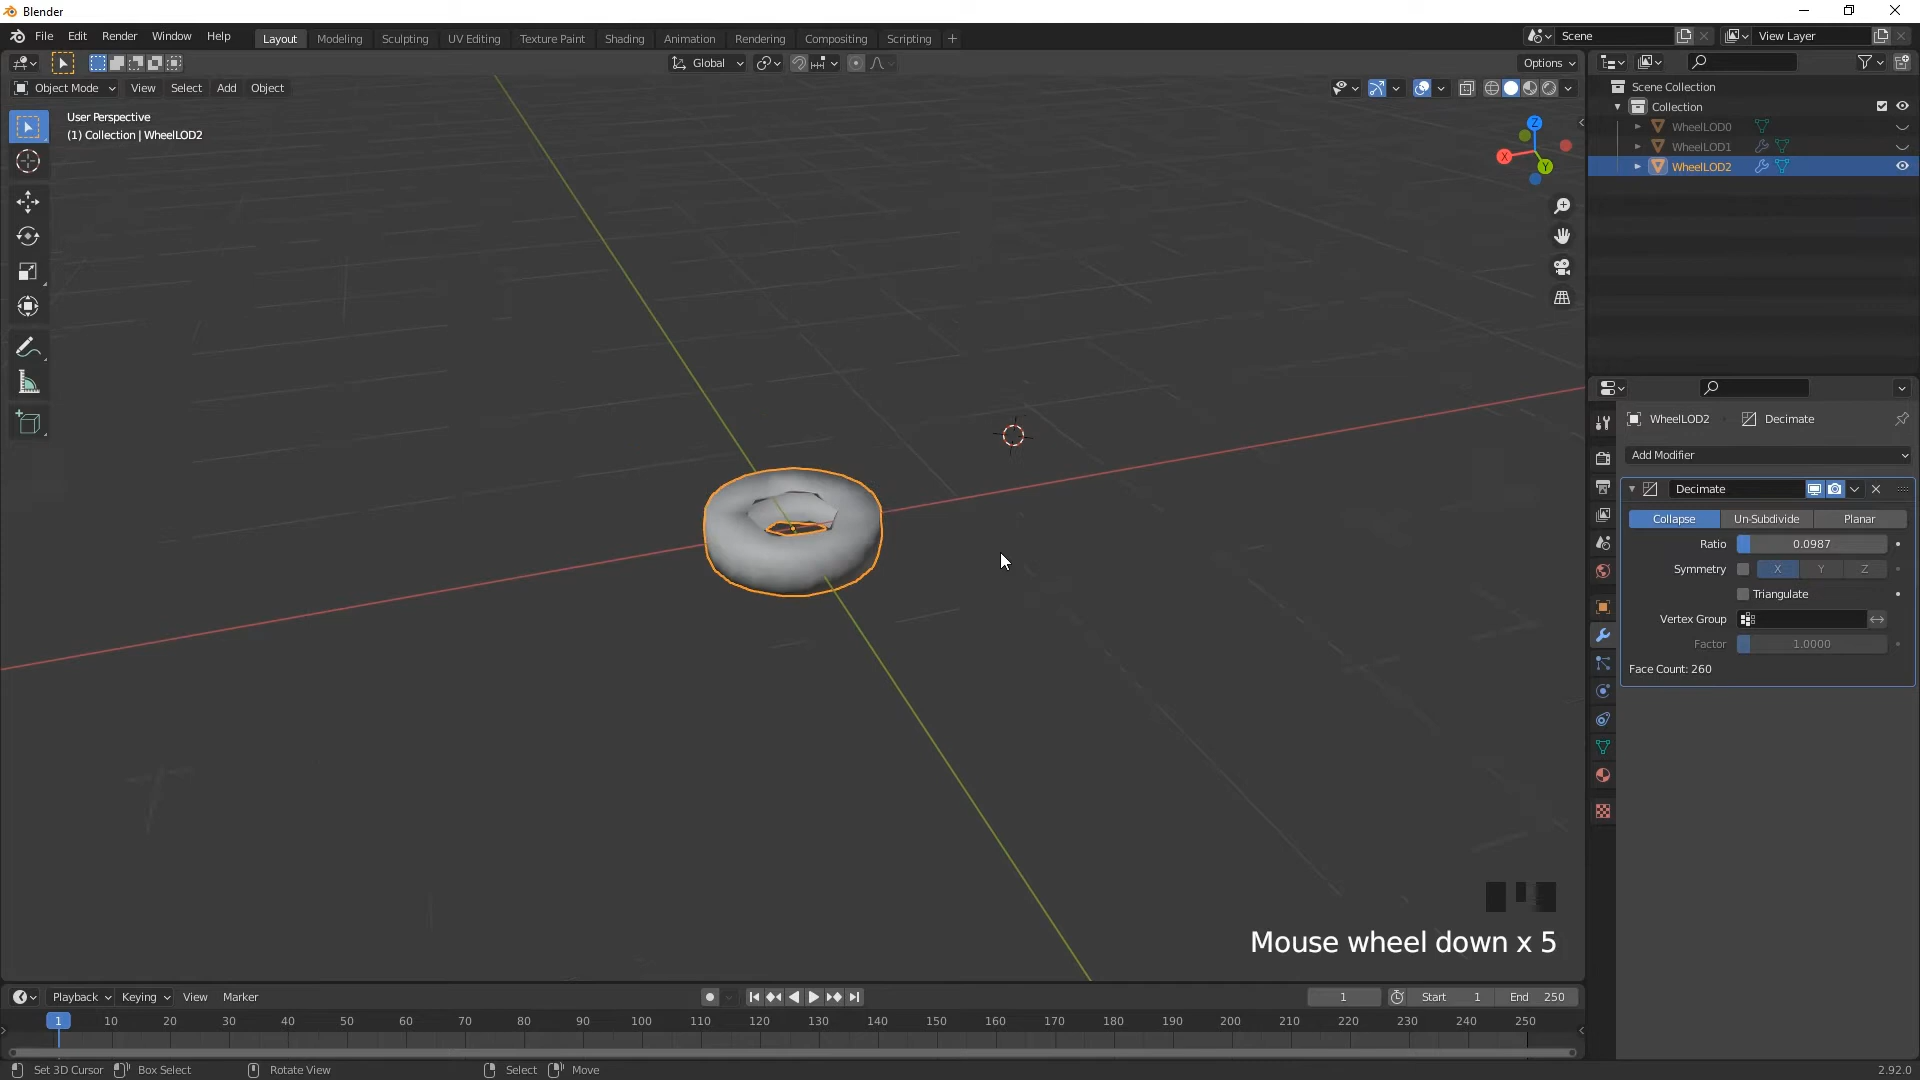 Blender
File Edit Render Window Help Layout Modeling Sculpting UV Editing Texture Paint Shading Animation Rendering Compositing Scripting + Scene View Layer
Global Options
Object Mode View Select Add Object
User Perspective
(1) Collection | WheelLOD2
Z
X
Y
Scene Collection
Collection
WheelLOD0
WheelLOD1
WheelLOD2
WheelLOD2 Decimate
Add Modifier
Decimate
Collapse Un-Subdivide Planar
Ratio 0.0987
Symmetry X Y Z
Triangulate
Vertex Group
Factor 1.0000
Face Count: 260
Mouse wheel down x 5
Playback Keying View Marker 1 Start 1 End 250
1 10 20 30 40 50 60 70 80 90 100 110 120 130 140 150 160 170 180 190 200 210 220 230 240 250
Set 3D Cursor Box Select Rotate View Select Move 2.92.0